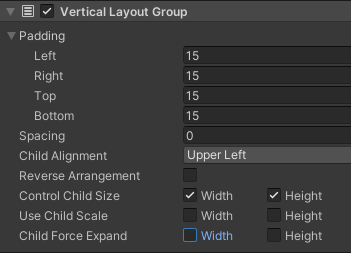 Vertical Layout Group
Padding
Left 15
Right 15
Top 15
Bottom 15
Spacing 0
Child Alignment Upper Left
Reverse Arrangement
Control Child Size Width Height
Use Child Scale Width Height
Child Force Expand Width Height